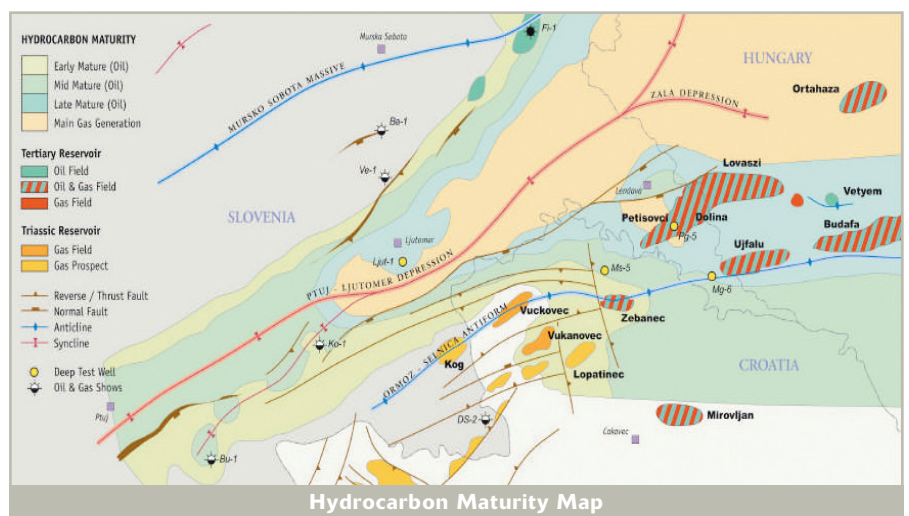 HYDROCARBON MATURITY
Early Mature (Oil)
Mid Mature (Oil)
Late Mature (Oil)
Main Gas Generation
Tertiary Reservoir
Oil Field
Oil & Gas Field
Gas Field
Triassic Reservoir
Gas Field
Gas Prospect
Reverse / Thrust Fault
Normal Fault
Anticline
Syncline
Deep Test Well
Oil & Gas Shows
Murska Sobota
Fi-1
HUNGARY
MURSKO SOBOTA MASSIVE
ZALA DEPRESSION
Ortahaza
Ba-1
Ve-1
Lovaszi
Lendava
Vetyem
SLOVENIA
Petisovci
Dolina
Budafa
Pg-5
Ljutomer
Ljut-1
Ujfalu
Ms-5
Mg-6
PTUJ - LJUTOMER DEPRESSION
Vuckovec
Zebanec
ORMOZ - SELNICA ANTIFORM
Vukanovec
Ko-1
Kog
Lopatinec
CROATIA
Ptuj
DS-2
Mirovljan
Cakovec
Bu-1
Hydrocarbon Maturity Map